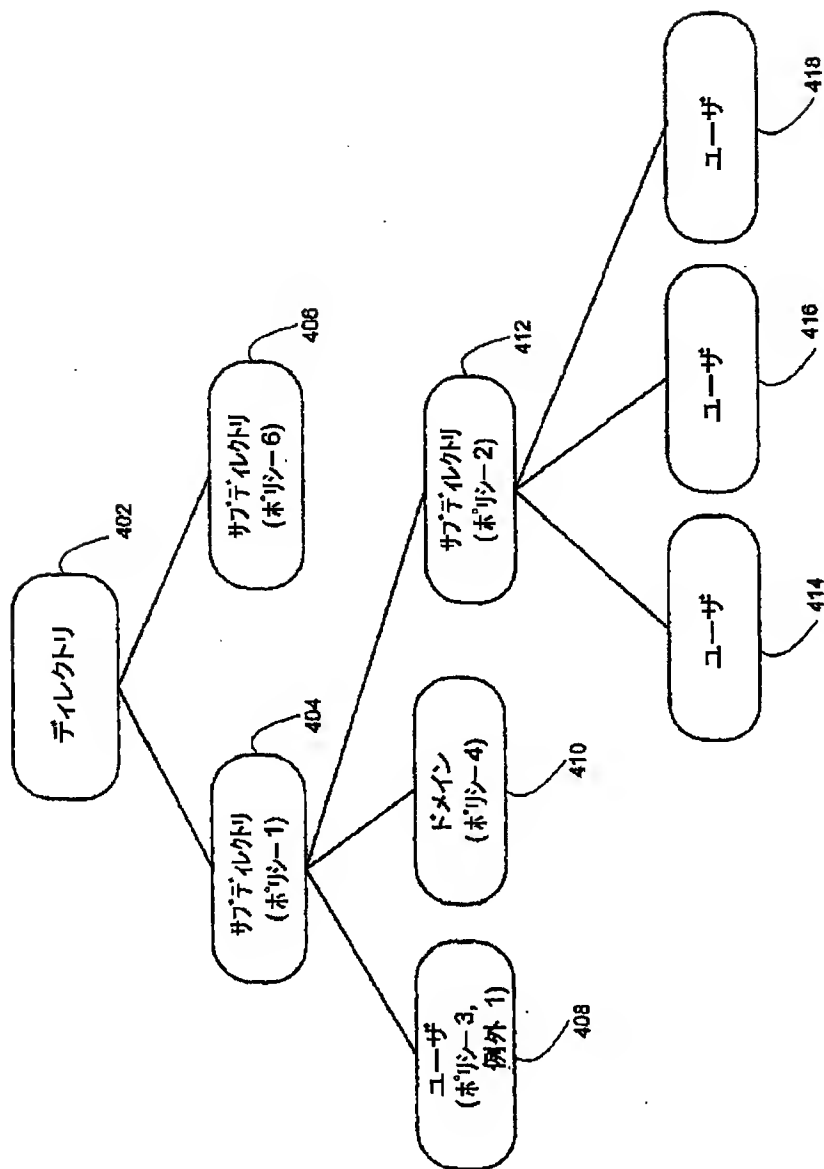 ディレクトリ
402
サブディレクトリ
(ポリシー1)
404
サブディレクトリ
(ポリシー6)
406
ユーザ
(ポリシー3,
例外1)
408
ドメイン
(ポリシー4)
410
サブディレクトリ
(ポリシー2)
412
ユーザ
414
ユーザ
416
ユーザ
418